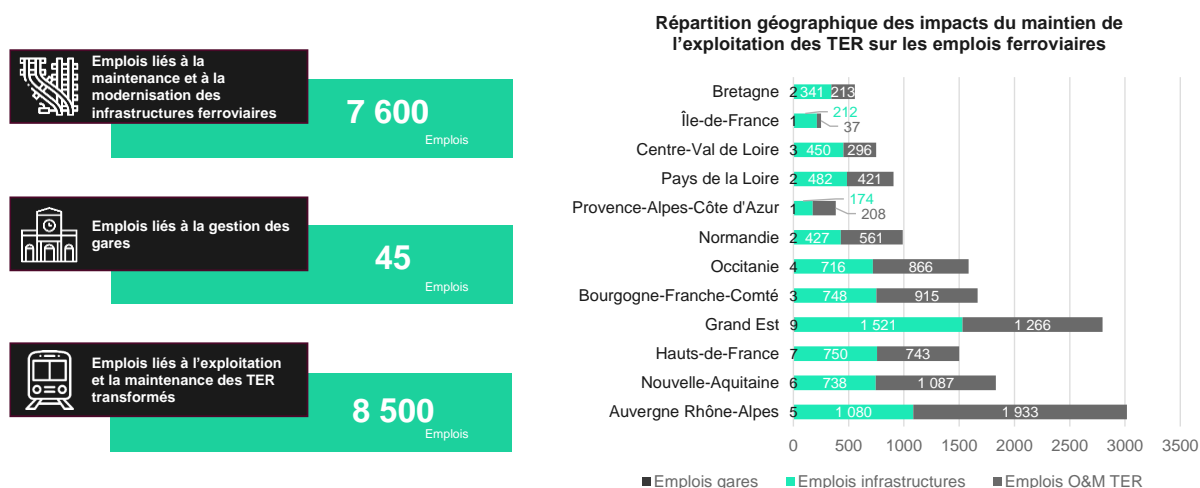 Emplois liés à la
maintenance et à la
modernisation des
infrastructures ferroviaires
7 600
Emplois
Emplois liés à la gestion des
gares
45
Emplois
Emplois liés à l'exploitation
et la maintenance des TER
transformés
8 500
Emplois
Répartition géographique des impacts du maintien de
l'exploitation des TER sur les emplois ferroviaires
Bretagne 2 341 213
Île-de-France 1 212 37
Centre-Val de Loire 3 450 296
Pays de la Loire 2 482 421
Provence-Alpes-Côte d'Azur 1 174 208
Normandie 2 427 561
Occitanie 4 716 866
Bourgogne-Franche-Comté 3 748 915
Grand Est 9 1 521 1 266
Hauts-de-France 7 750 743
Nouvelle-Aquitaine 6 738 1 087
Auvergne Rhône-Alpes 5 1 080 1 933
0 500 1000 1500 2000 2500 3000 3500
Emplois gares Emplois infrastructures Emplois O&M TER